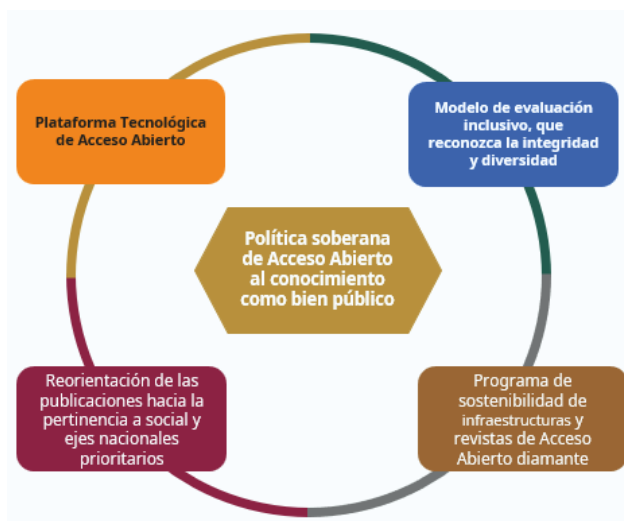 Plataforma Tecnológica
de Acceso Abierto
Modelo de evaluación
inclusivo, que
reconozca la integridad
y diversidad
Política soberana
de Acceso Abierto
al conocimiento
como bien público
Reorientación de las
publicaciones hacia la
pertinencia a social y
ejes nacionales
prioritarios
Programa de
sostenibilidad de
infraestructuras y
revistas de Acceso
Abierto diamante